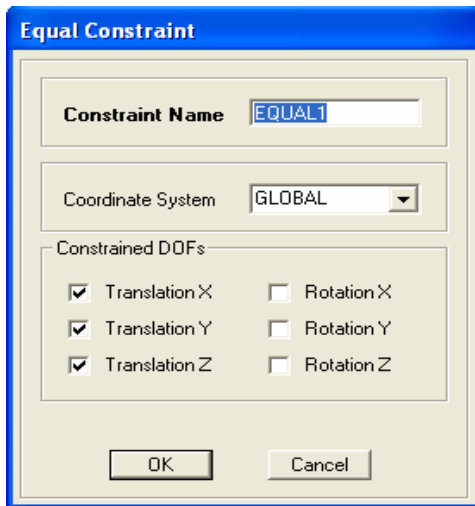 Equal Constraint
Constraint Name EQUAL1
Coordinate System GLOBAL
Constrained DOFs
Translation X Rotation X
Translation Y Rotation Y
Translation Z Rotation Z
OK Cancel